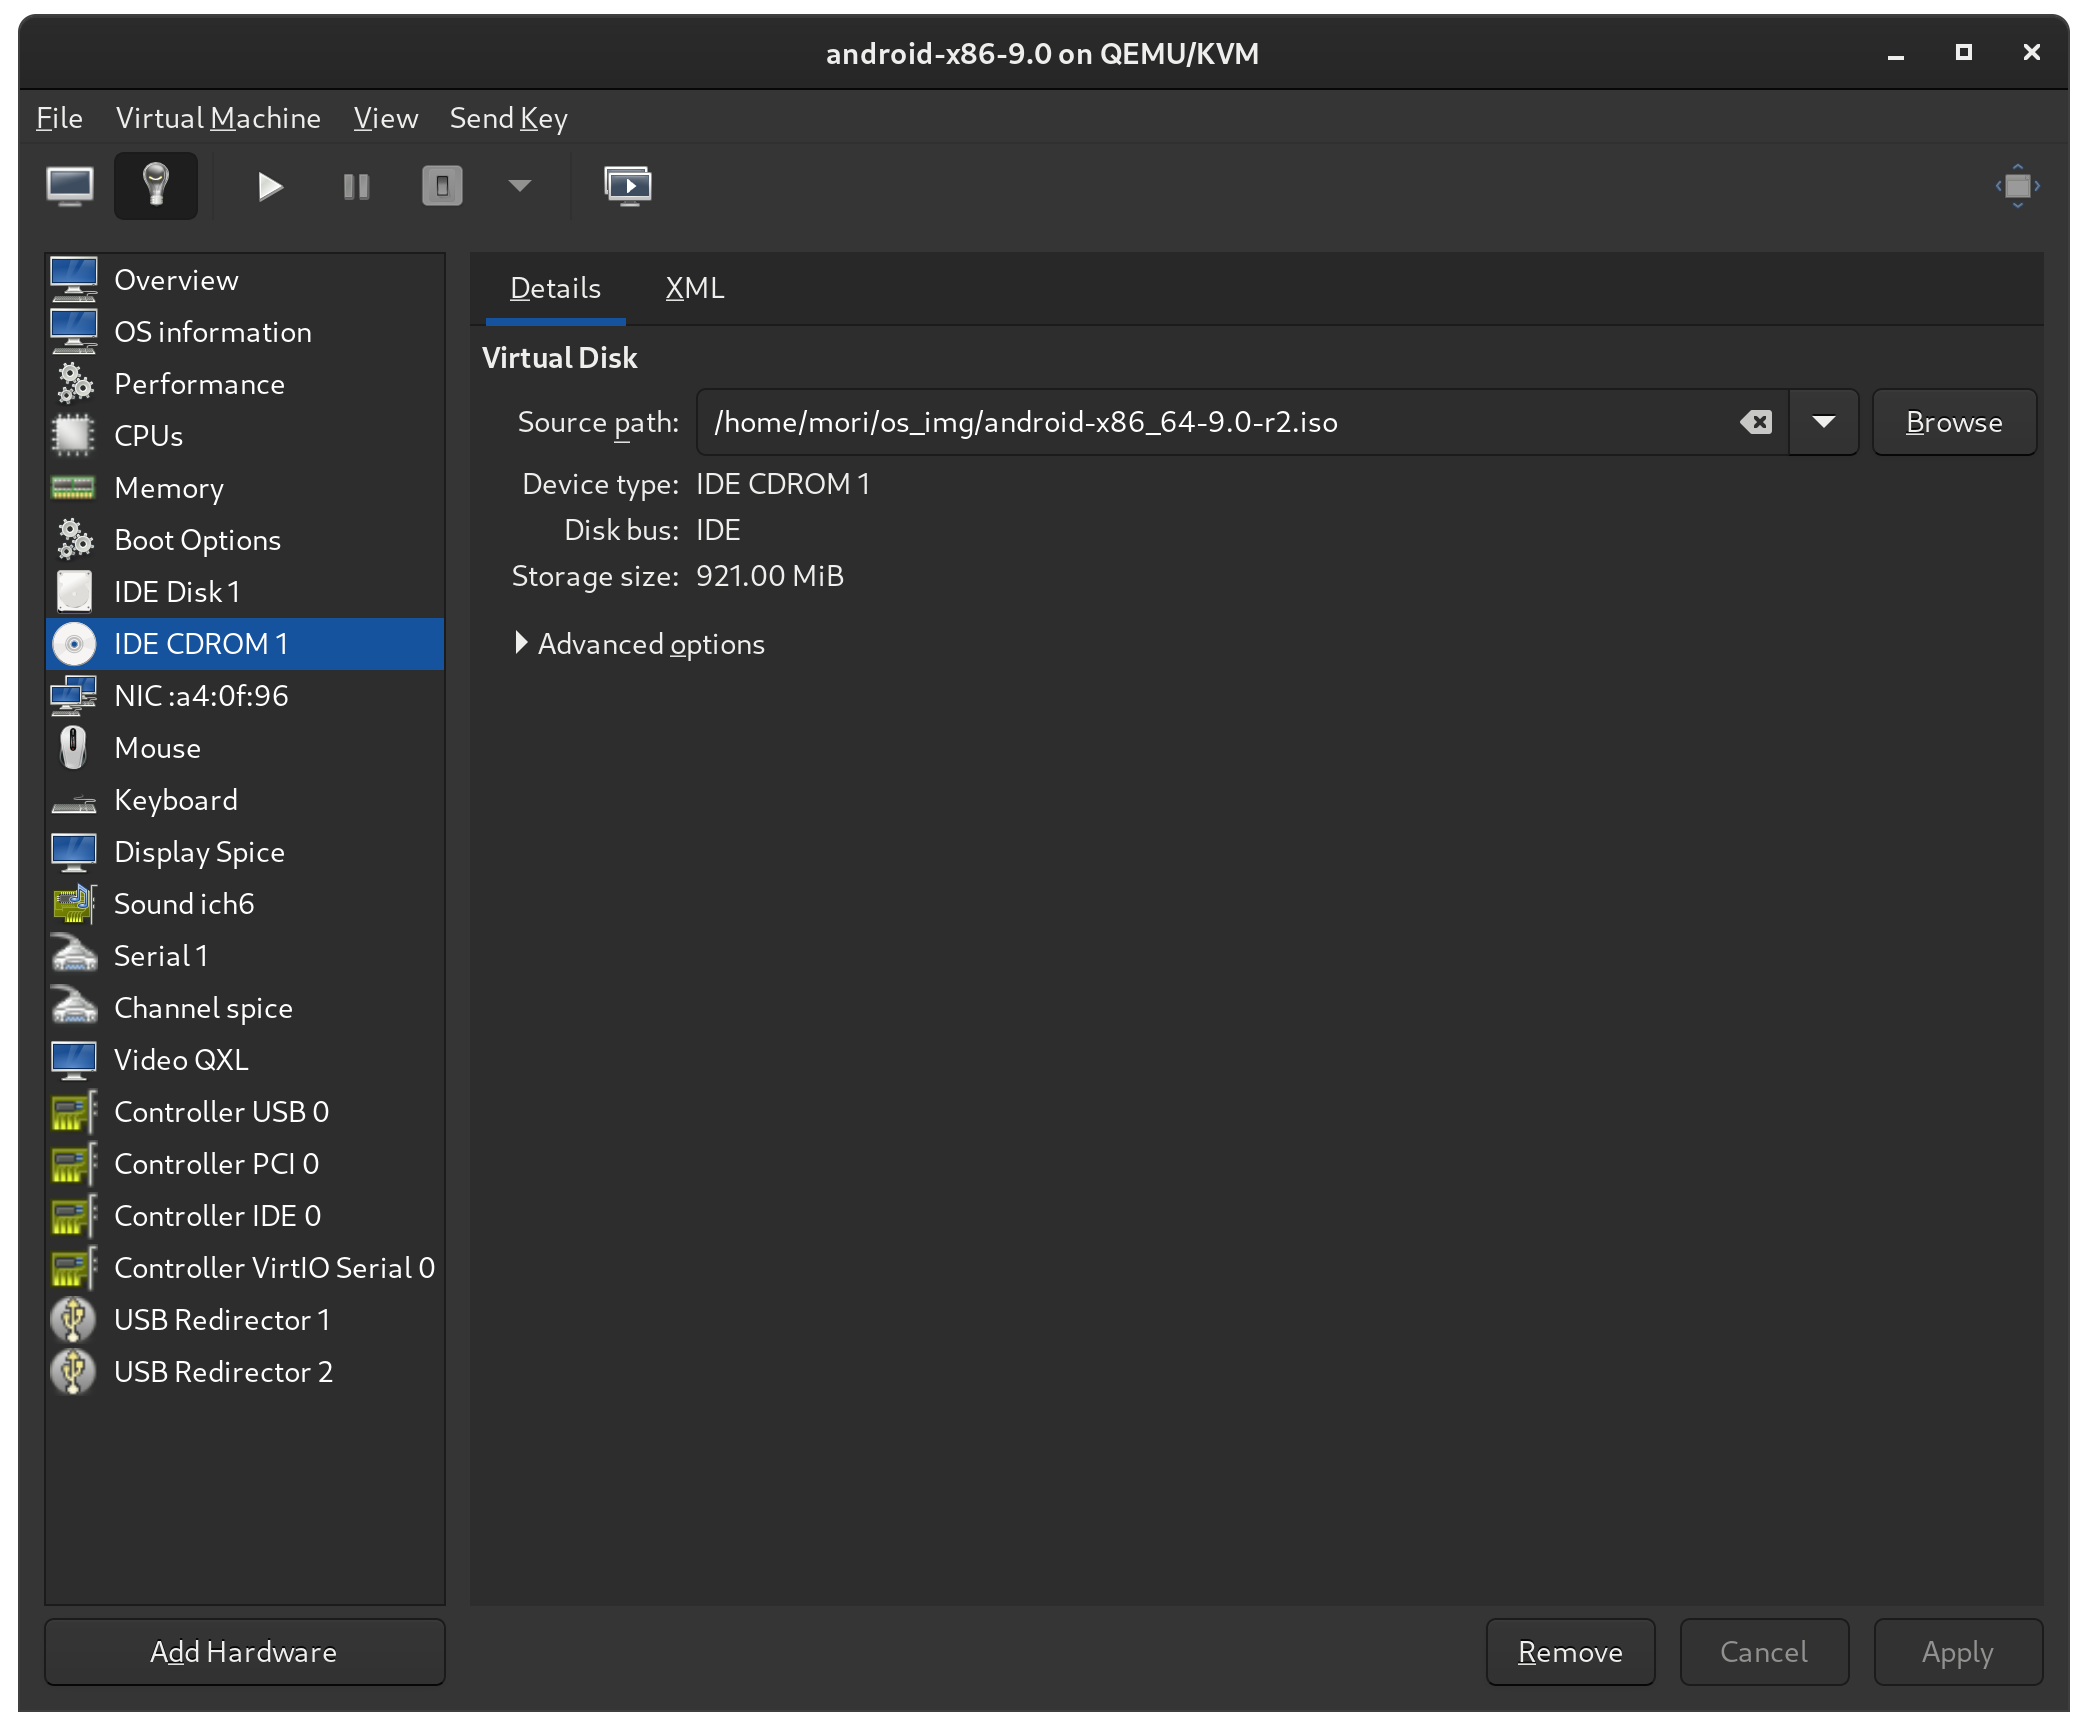 android-x86-9.0 on QEMU/KVM
File Virtual Machine View Send Key
Overview
OS information
Performance
CPUs
Memory
Boot Options
IDE Disk 1
IDE CDROM 1
NIC :a4:0f:96
Mouse
Keyboard
Display Spice
Sound ich6
Serial 1
Channel spice
Video QXL
Controller USB 0
Controller PCI 0
Controller IDE 0
Controller VirtIO Serial 0
USB Redirector 1
USB Redirector 2
Add Hardware
Details XML
Virtual Disk
Source path: /home/mori/os_img/android-x86_64-9.0-r2.iso Browse
Device type: IDE CDROM 1
Disk bus: IDE
Storage size: 921.00 MiB
Advanced options
Remove Cancel Apply